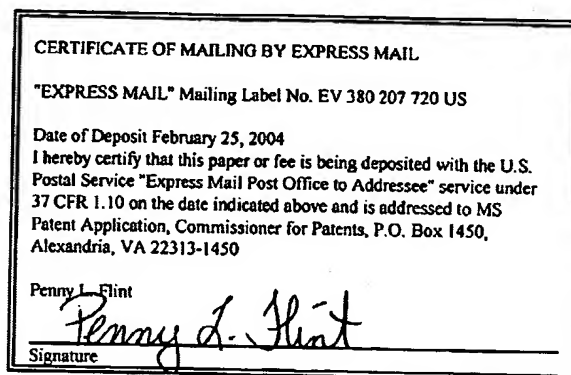 CERTIFICATE OF MAILING BY EXPRESS MAIL
"EXPRESS MAIL" Mailing Label No. EV 380 207 720 US
Date of Deposit February 25, 2004
I hereby certify that this paper or fee is being deposited with the U.S.
Postal Service "Express Mail Post Office to Addressee" service under
37 CFR 1.10 on the date indicated above and is addressed to MS
Patent Application, Commissioner for Patents, P.O. Box 1450,
Alexandria, VA 22313-1450
Penny L. Flint
Penny L. Flint
Signature